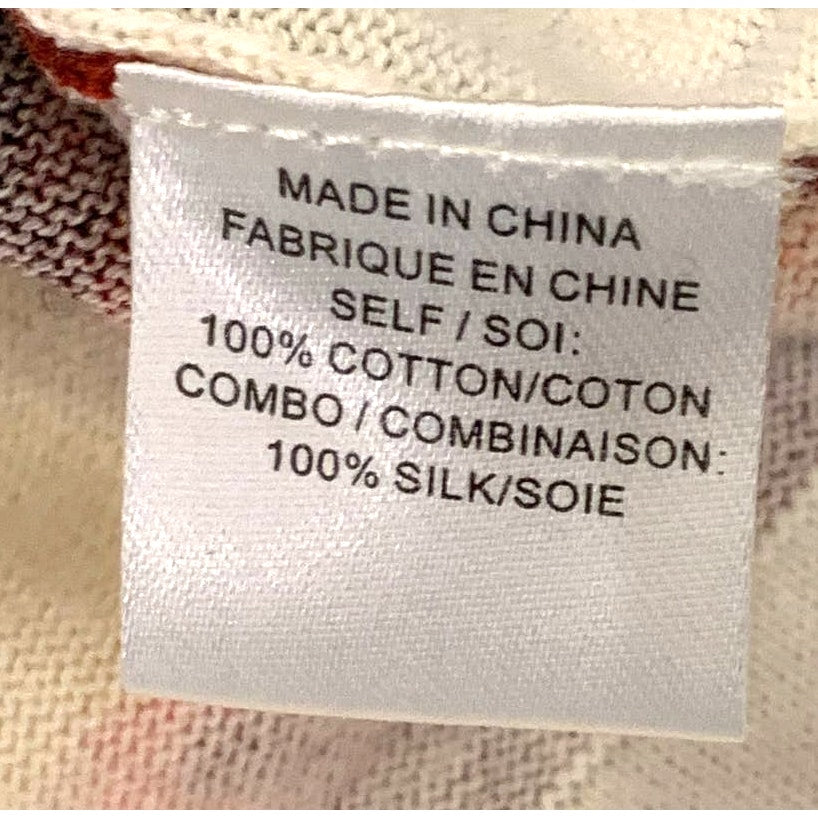 MADE IN CHINA
FABRIQUE EN CHINE
SELF / SOI:
100% COTTON/COTON
COMBO / COMBINAISON:
100% SILK/SOIE